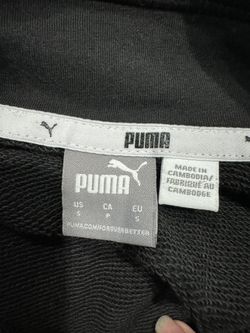 PUMA
PUMA
US CA EU
S P S
PUMA.COM/FOREVERBETTER
MADE IN
CAMBODIA/
FABRIQUÉ AU
CAMBODGE